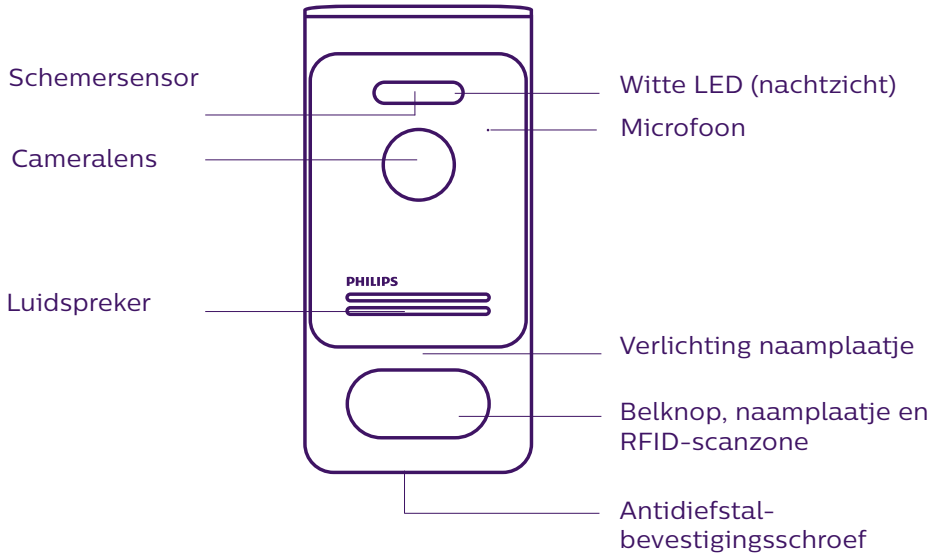 Schemersensor
Witte LED (nachtzicht)
Microfoon
Cameralens
PHILIPS
Luidspreker
Verlichting naamplaatje
Belknop, naamplaatje en
RFID-scanzone
Antidiefstal-
bevestigingsschroef